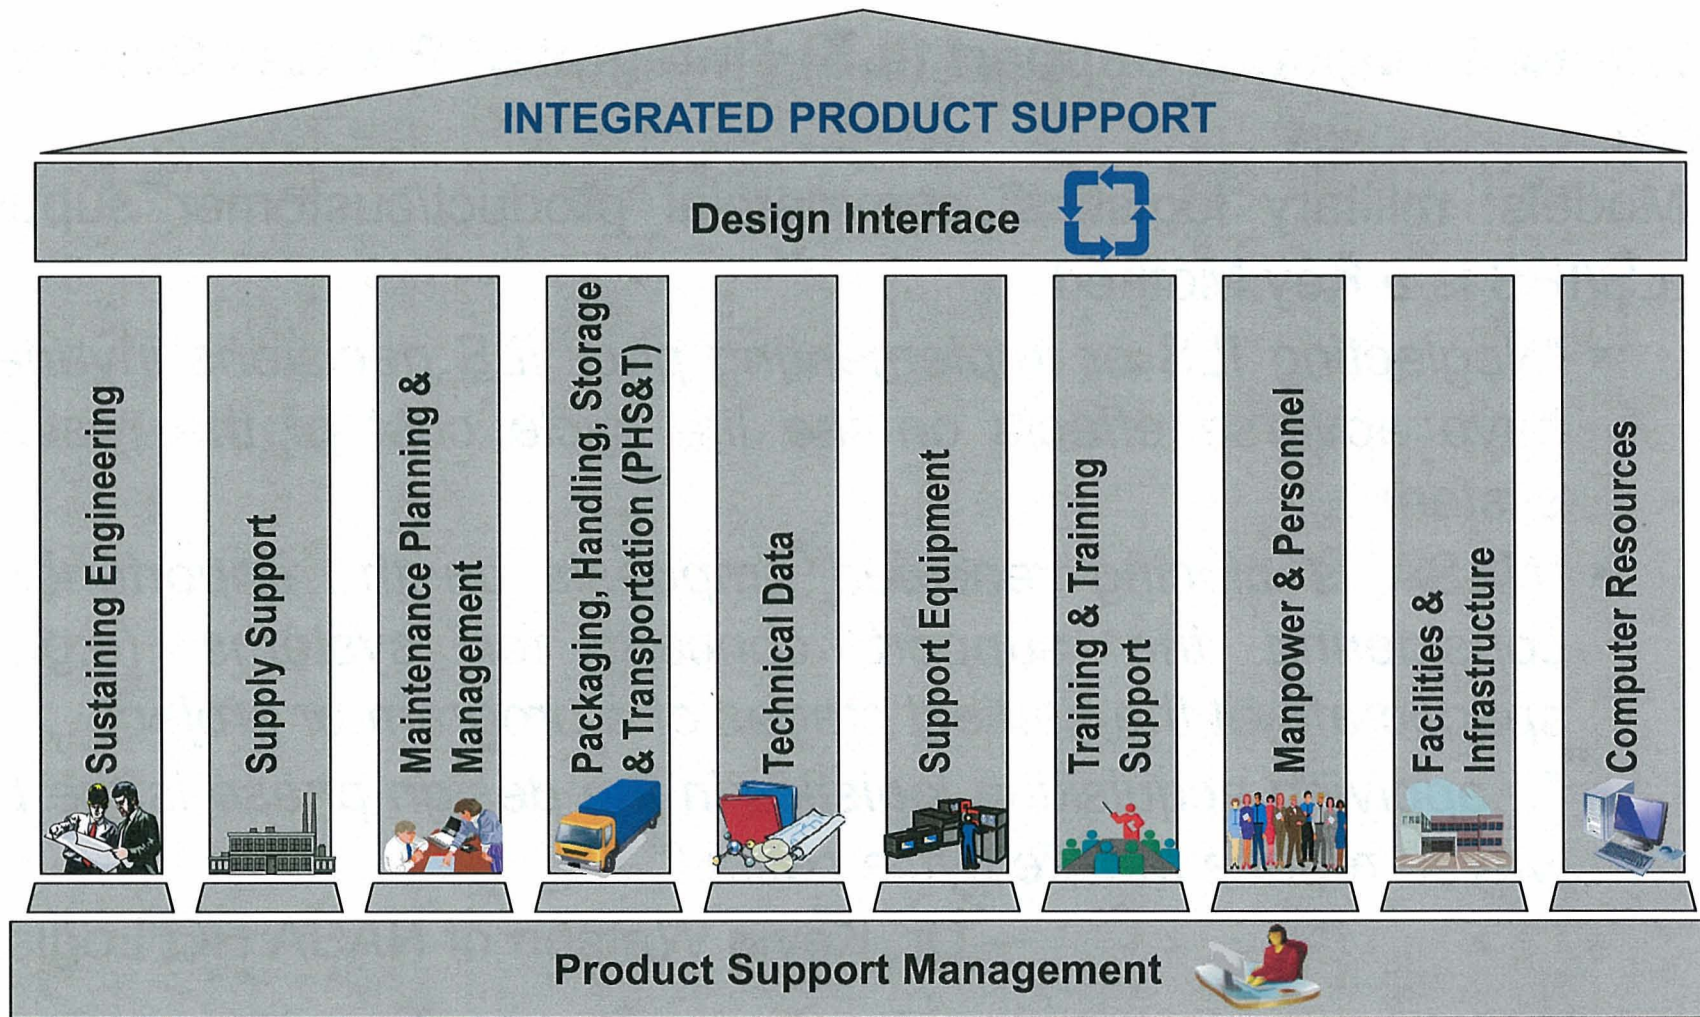 INTEGRATED PRODUCT SUPPORT
Design Interface
Sustaining Engineering
Supply Support
Maintenance Planning &
Management
Packaging, Handling, Storage
& Transportation (PHS&T)
Technical Data
Support Equipment
Training & Training
Support
Manpower & Personnel
Facilities &
Infrastructure
Computer Resources
Product Support Management